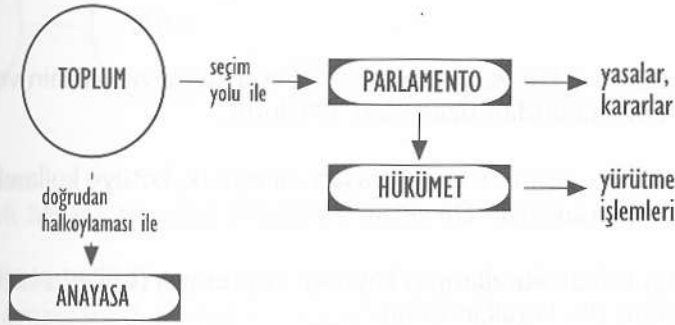 TOPLUM
seçim
yolu ile
PARLAMENTO
yasalar,
kararlar
HÜKÜMET
yürütme
işlemleri
doğrudan
halkoylaması ile
ANAYASA